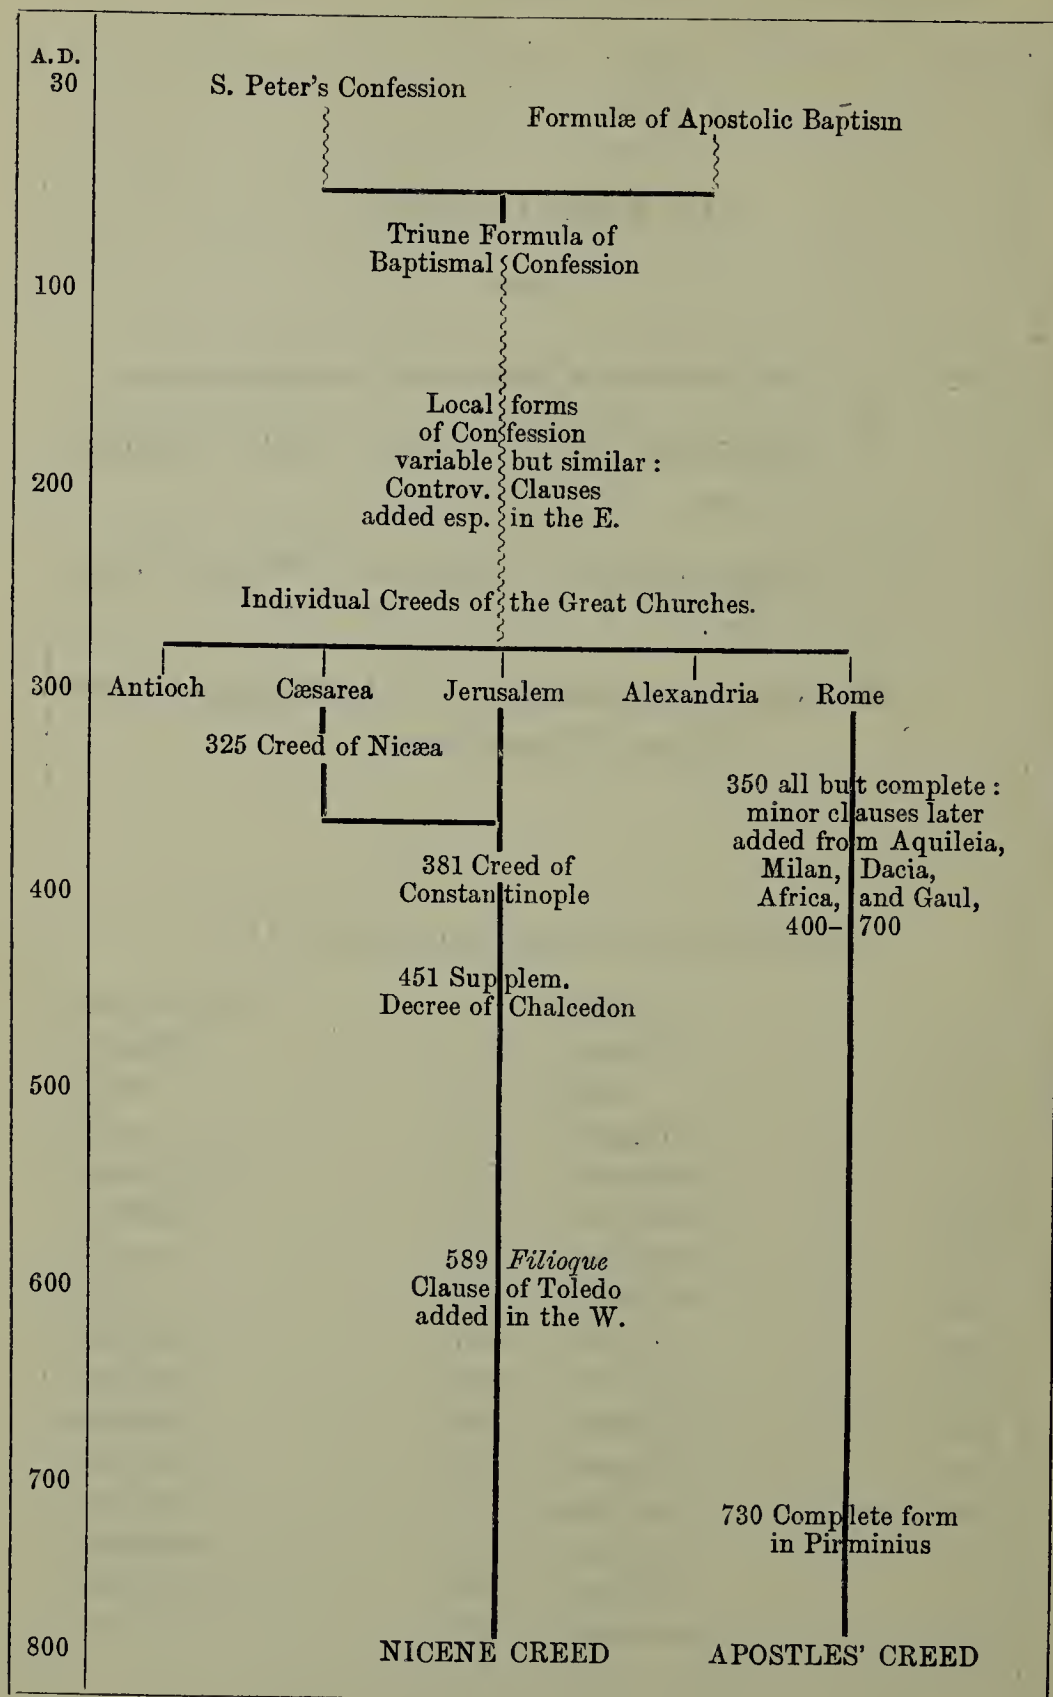 A.D.
30
S. Peter's Confession
Formulæ of Apostolic Baptism
Triune Formula of
Baptismal Confession
100
Local forms
of Confession
variable but similar :
200
Controv. Clauses
added esp. in the E.
Individual Creeds of the Great Churches.
300 Antioch Cæsarea Jerusalem Alexandria Rome
325 Creed of Nicæa
350 all but complete :
minor clauses later
added from Aquileia,
Milan, Dacia,
Africa, and Gaul,
400–700
381 Creed of
400
Constantinople
451 Supplem.
Decree of Chalcedon
500
589 Filioque
600
Clause of Toledo
added in the W.
700
730 Complete form
in Pirminius
800
NICENE CREED
APOSTLES' CREED